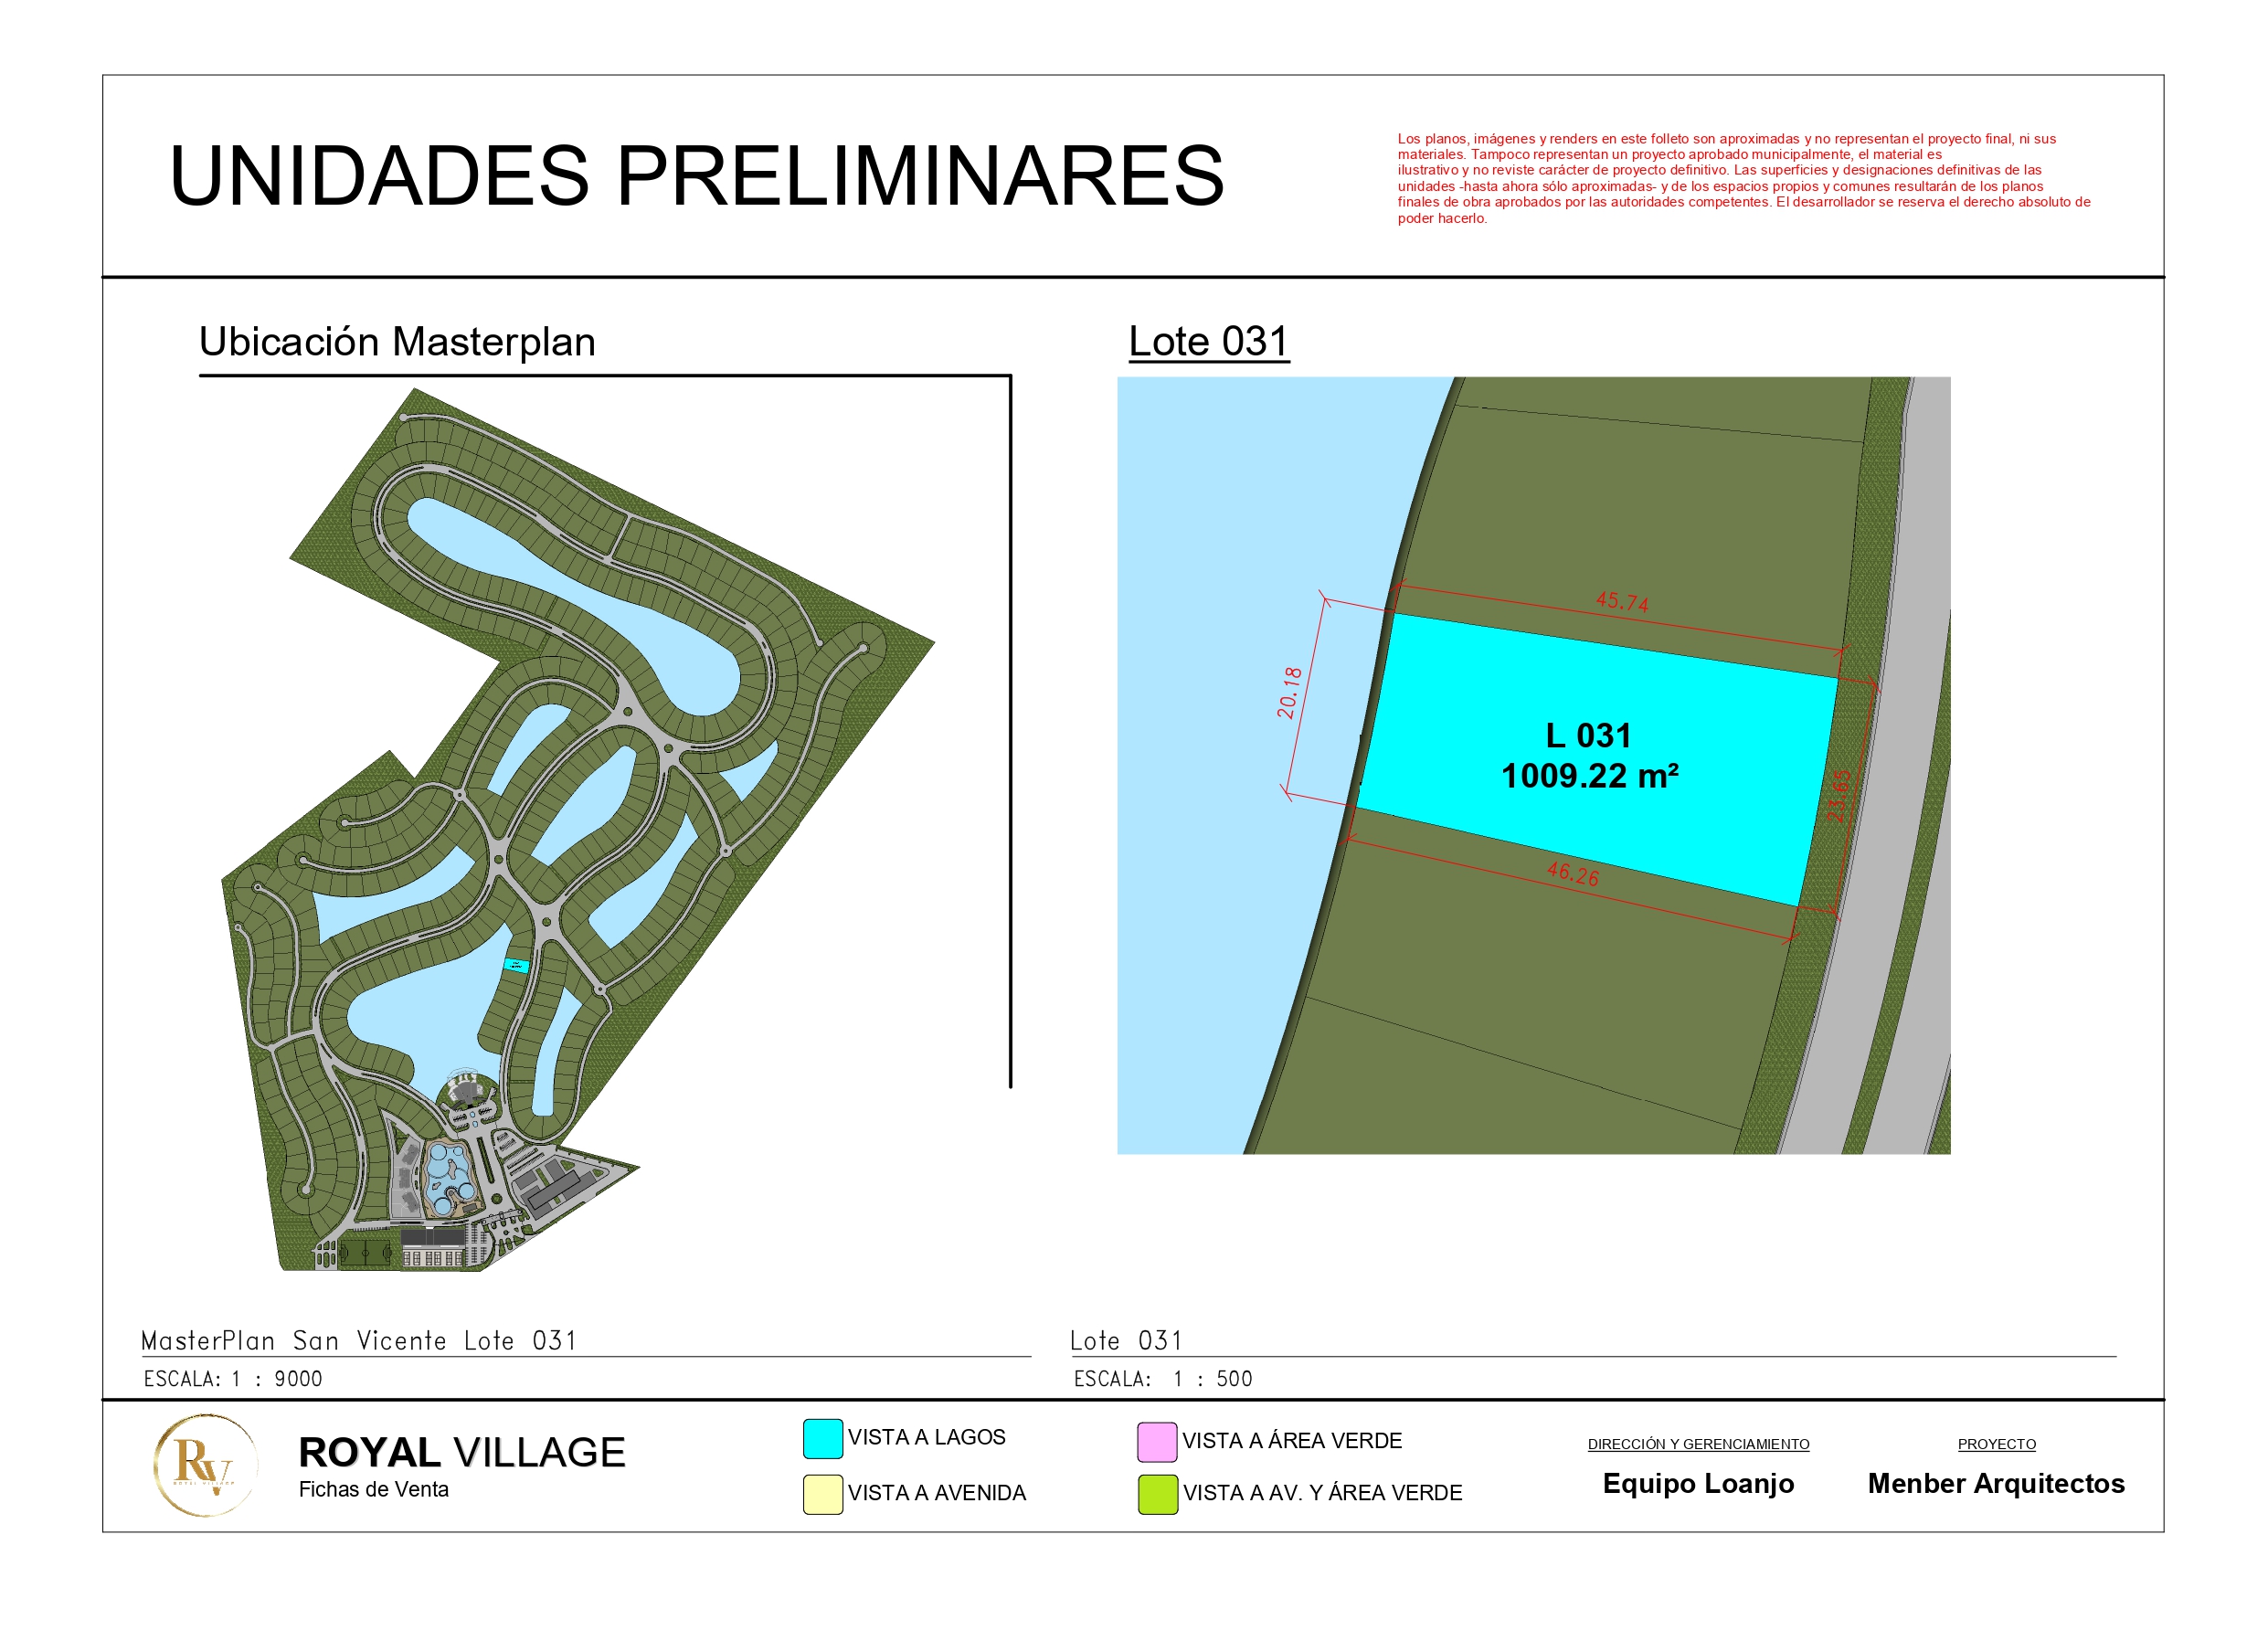 UNIDADES PRELIMINARES
Los planos, imágenes y renders en este folleto son aproximadas y no representan el proyecto final, ni sus
materiales. Tampoco representan un proyecto aprobado municipalmente, el material es
ilustrativo y no reviste carácter de proyecto definitivo. Las superficies y designaciones definitivas de las
unidades -hasta ahora sólo aproximadas- y de los espacios propios y comunes resultarán de los planos
finales de obra aprobados por las autoridades competentes. El desarrollador se reserva el derecho absoluto de
poder hacerlo.
Ubicación Masterplan
Lote 031
45.74
20.18
L 031
1009.22 m²
23.65
46.26
MasterPlan San Vicente Lote 031
ESCALA: 1 : 9000
Lote 031
ESCALA: 1 : 500
RV
ROYAL VILLAGE
ROYAL VILLAGE
Fichas de Venta
VISTA A LAGOS
VISTA A AVENIDA
VISTA A ÁREA VERDE
VISTA A AV. Y ÁREA VERDE
DIRECCIÓN Y GERENCIAMIENTO
Equipo Loanjo
PROYECTO
Menber Arquitectos